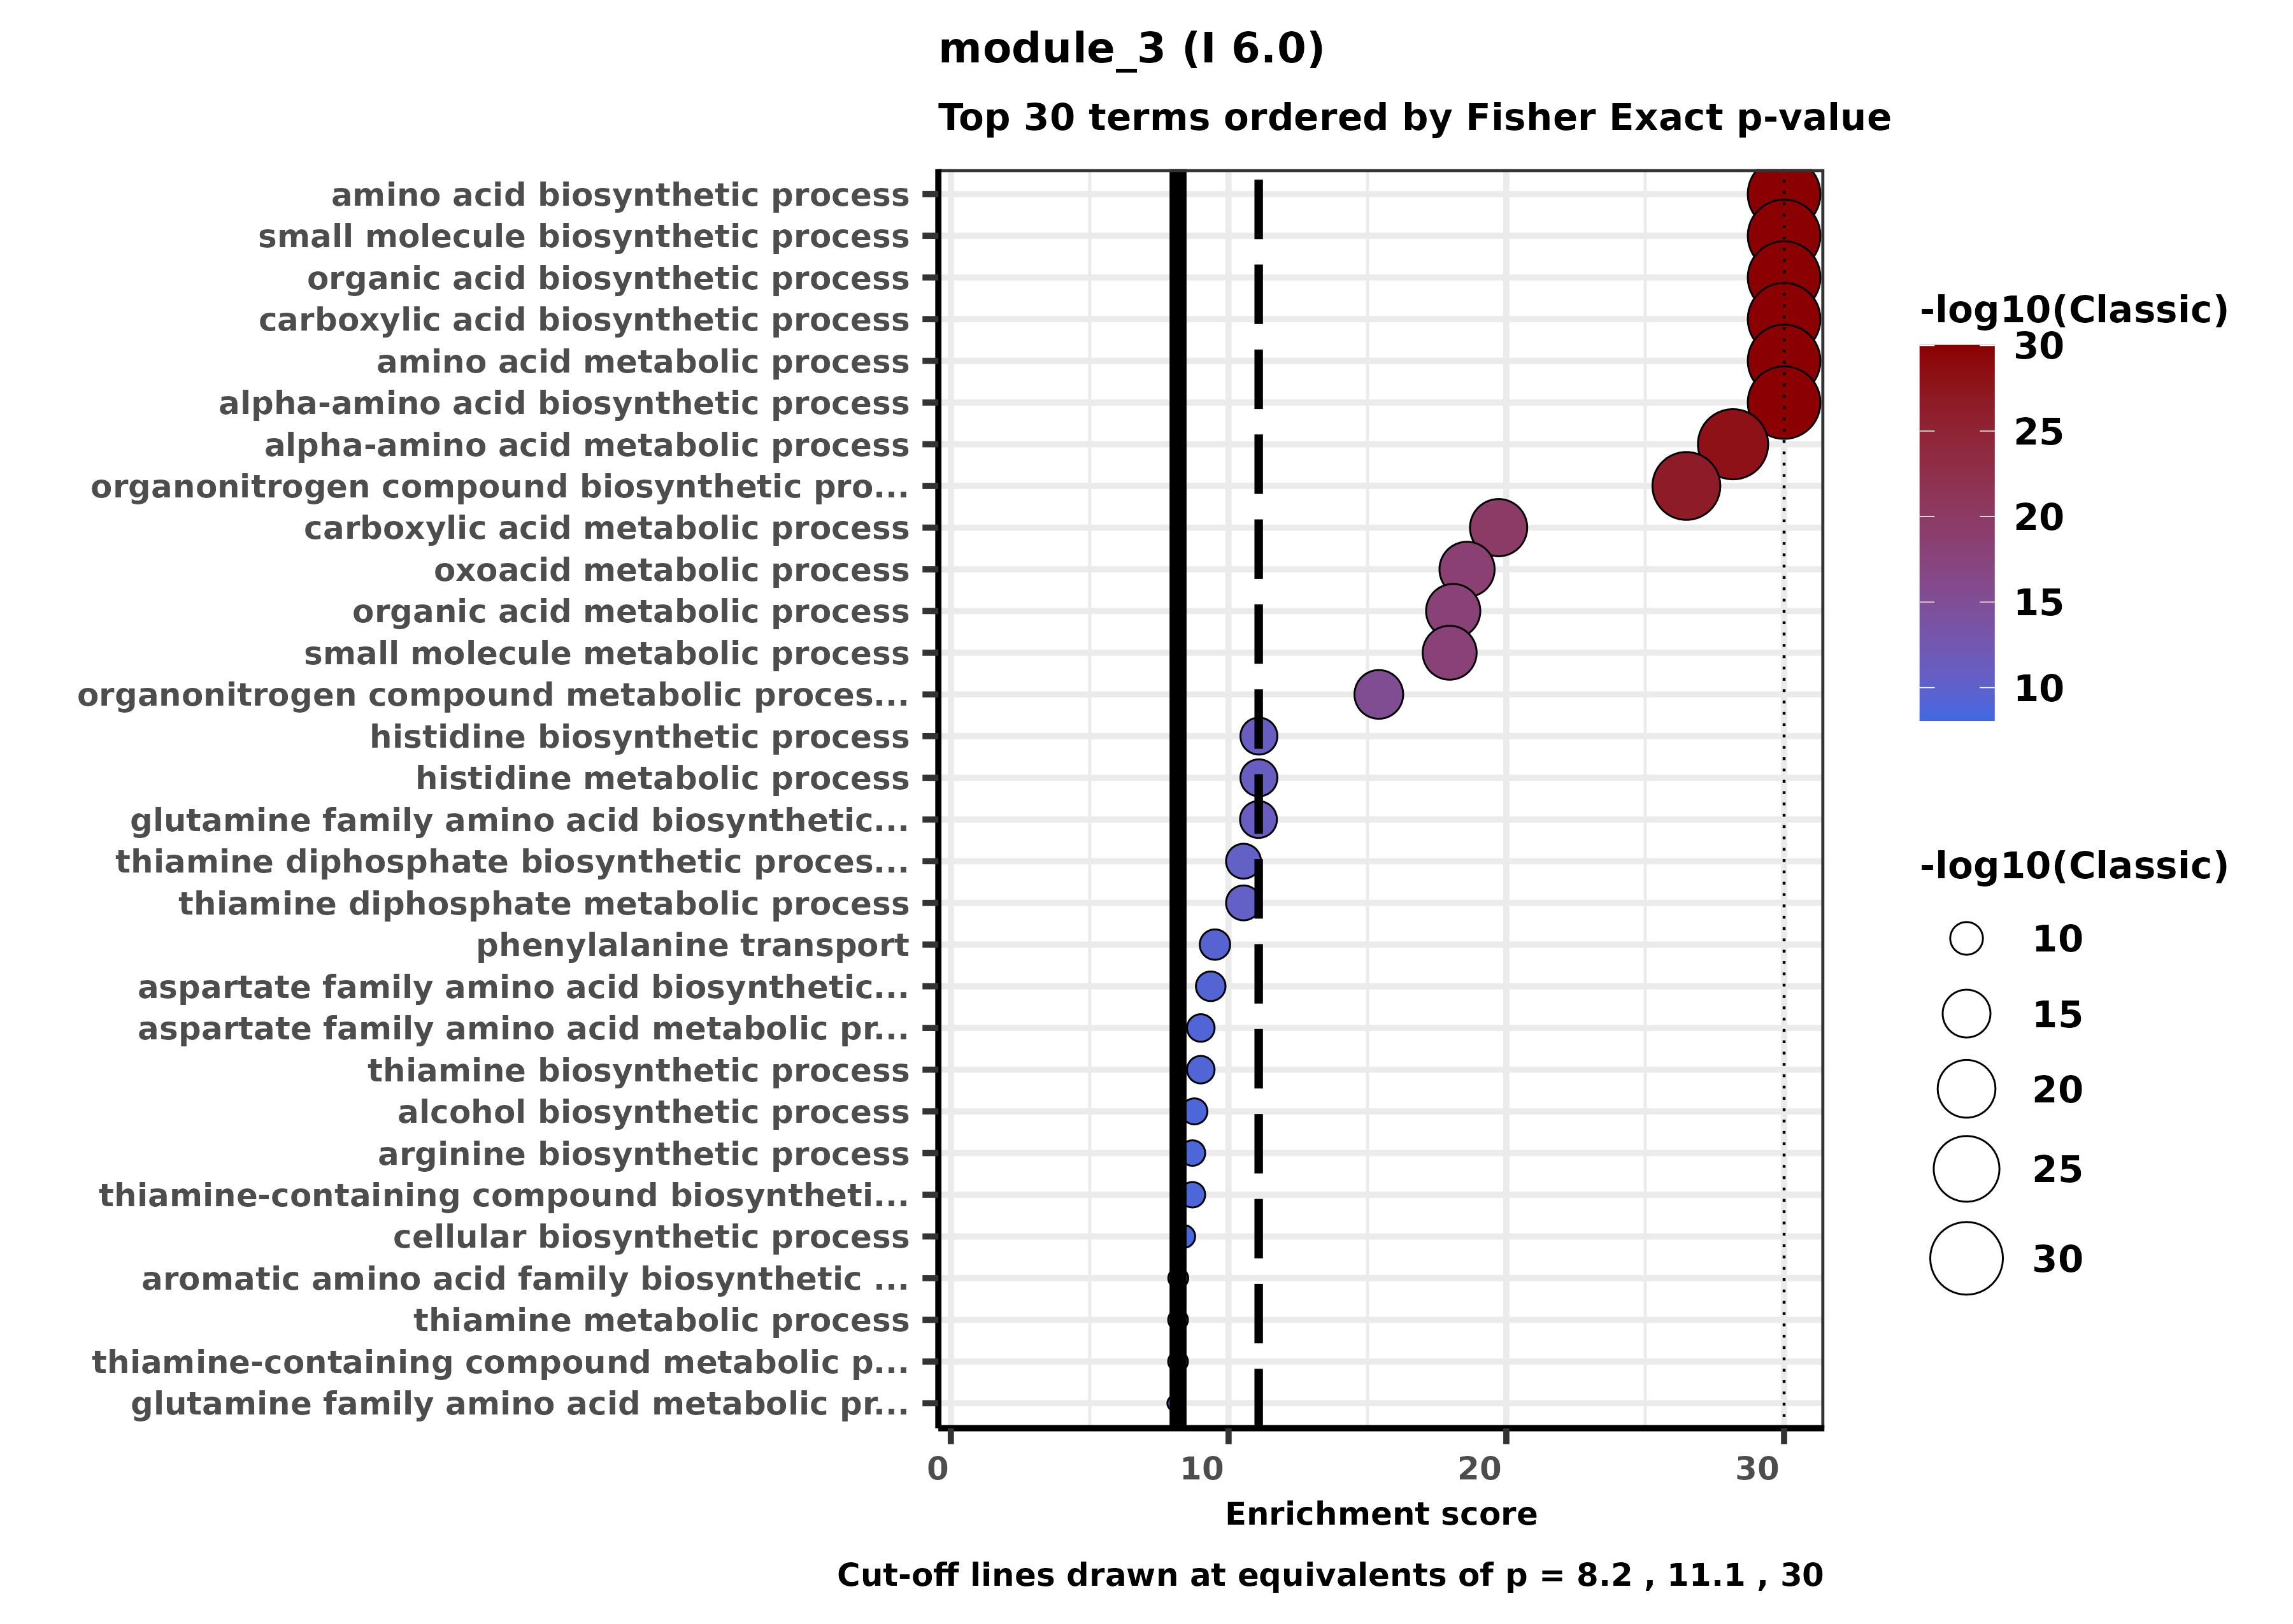 module_3 (I 6.0)
Top 30 terms ordered by Fisher Exact p-value
amino acid biosynthetic process
small molecule biosynthetic process
organic acid biosynthetic process
carboxylic acid biosynthetic process
amino acid metabolic process
alpha-amino acid biosynthetic process
alpha-amino acid metabolic process
organonitrogen compound biosynthetic pro...
carboxylic acid metabolic process
oxoacid metabolic process
organic acid metabolic process
small molecule metabolic process
organonitrogen compound metabolic proces...
histidine biosynthetic process
histidine metabolic process
glutamine family amino acid biosynthetic...
thiamine diphosphate biosynthetic proces...
thiamine diphosphate metabolic process
phenylalanine transport
aspartate family amino acid biosynthetic...
aspartate family amino acid metabolic pr...
thiamine biosynthetic process
alcohol biosynthetic process
arginine biosynthetic process
thiamine-containing compound biosyntheti...
cellular biosynthetic process
aromatic amino acid family biosynthetic ...
thiamine metabolic process
thiamine-containing compound metabolic p...
glutamine family amino acid metabolic pr...
0 10 20 30
Enrichment score
Cut-off lines drawn at equivalents of p = 8.2 , 11.1 , 30
-log10(Classic)
30
25
20
15
10
-log10(Classic)
10
15
20
25
30